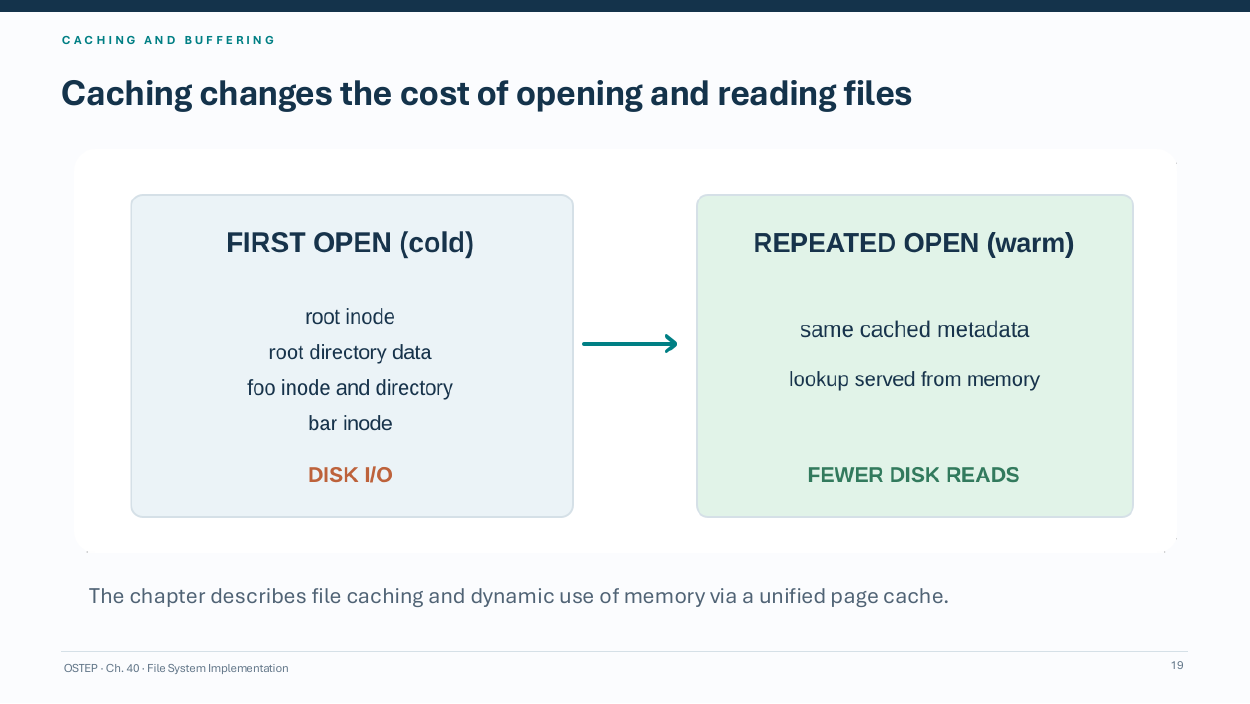 CACHING AND BUFFERING
Caching changes the cost of opening and reading files
FIRST OPEN (cold)
root inode
root directory data
foo inode and directory
bar inode
DISK I/O
REPEATED OPEN (warm)
same cached metadata
lookup served from memory
FEWER DISK READS
The chapter describes file caching and dynamic use of memory via a unified page cache.
OSTEP · Ch. 40 · File System Implementation
19